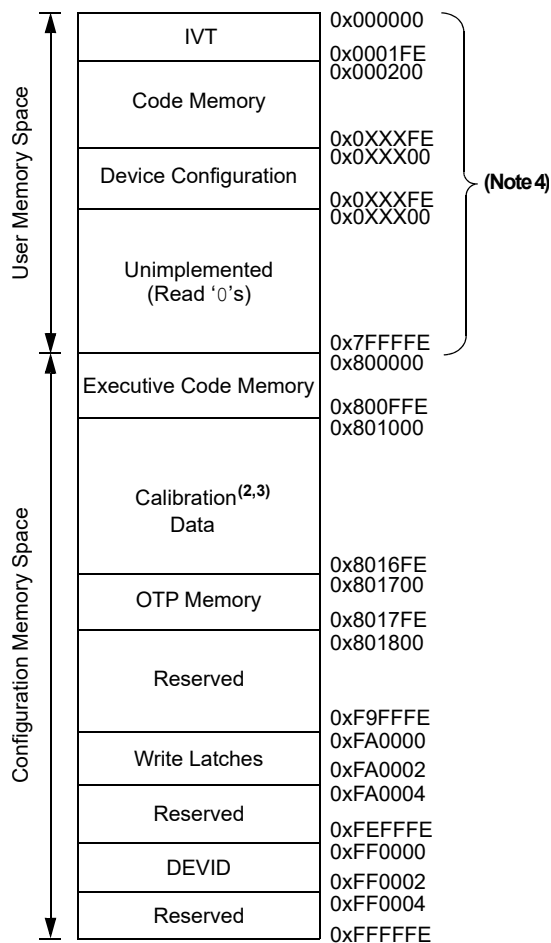 0x000000
IVT
0x0001FE
0x000200
Code Memory
0x0XXXFE
0x0XXX00
Device Configuration
0x0XXXFE
0x0XXX00
Unimplemented
(Read ‘0’s)
0x7FFFFE
User Memory Space
(Note 4)
0x800000
Executive Code Memory
0x800FFE
0x801000
Calibration(2,3)
Data
0x8016FE
0x801700
OTP Memory
0x8017FE
0x801800
Reserved
0xF9FFFE
0xFA0000
Write Latches
0xFA0002
0xFA0004
Reserved
0xFEFFFE
0xFF0000
DEVID
0xFF0002
0xFF0004
Reserved
0xFFFFFE
Configuration Memory Space